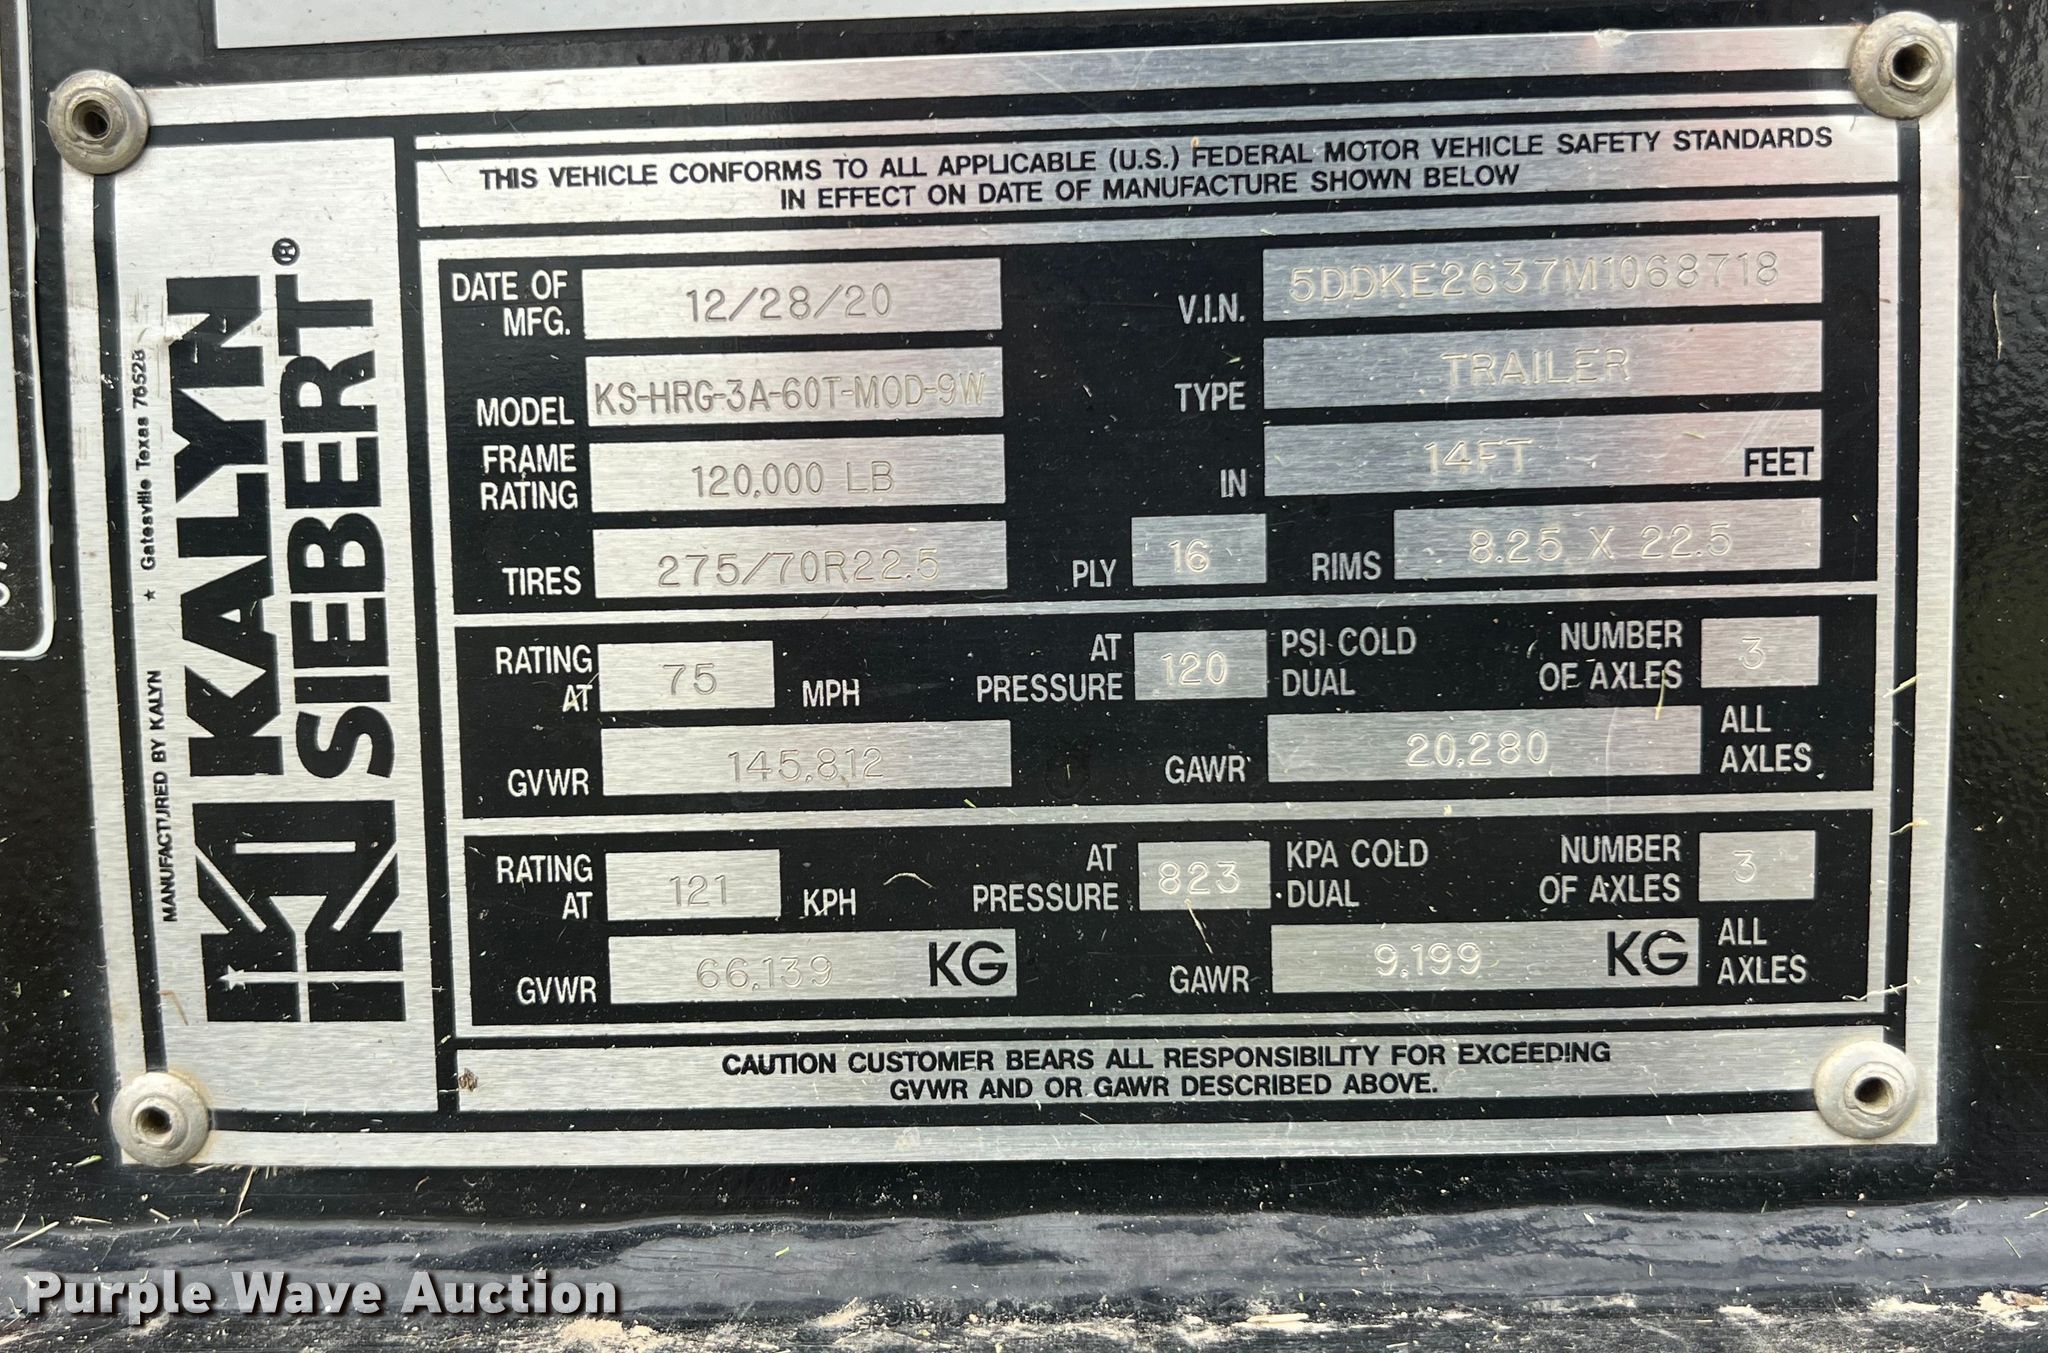 THIS VEHICLE CONFORMS TO ALL APPLICABLE (U.S.) FEDERAL MOTOR VEHICLE SAFETY STANDARDS
IN EFFECT ON DATE OF MANUFACTURE SHOWN BELOW
MANUFACTURED BY KALYN ★ Gatesville Texas 76528
KALYN
SIEBERT®
DATE OF MFG. 12/28/20 V.I.N. 5DDKE2637M1068718
MODEL KS-HRG-3A-60T-MOD-9W TYPE TRAILER
FRAME RATING 120,000 LB IN 14FT FEET
TIRES 275/70R22.5 PLY 16 RIMS 8.25 X 22.5
RATING AT 75 MPH AT PRESSURE 120 PSI COLD DUAL NUMBER OF AXLES 3
GVWR 145,812 GAWR 20,280 ALL AXLES
RATING AT 121 KPH AT PRESSURE 823 KPA COLD DUAL NUMBER OF AXLES 3
GVWR 66,139 KG GAWR 9,199 KG ALL AXLES
CAUTION CUSTOMER BEARS ALL RESPONSIBILITY FOR EXCEEDING
GVWR AND OR GAWR DESCRIBED ABOVE.
Purple Wave Auction